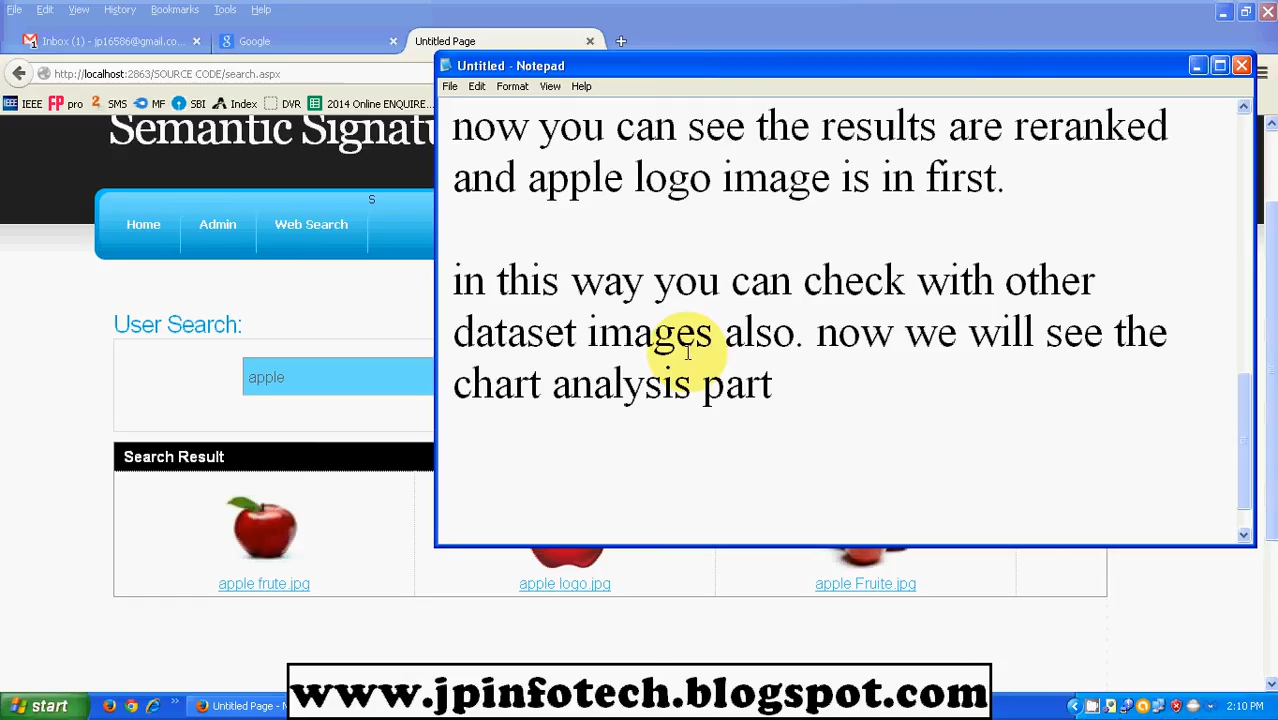 File Edit View History Bookmarks Tools Help
Inbox (1) - jp16586@gmail.co... Google Untitled Page
http://localhost:2863/SOURCE CODE/search.aspx
IEEE pro SMS MF SBI Index DVR 2014 Online ENQUIRE...
Untitled - Notepad
File Edit Format View Help
now you can see the results are reranked
and apple logo image is in first.
in this way you can check with other
dataset images also. now we will see the
chart analysis part
Semantic Signatu
S
Home Admin Web Search
User Search:
apple
Search Result
apple frute.jpg apple logo.jpg apple Fruite.jpg
www.jpinfotech.blogspot.com
start Untitled Page - 2:10 PM